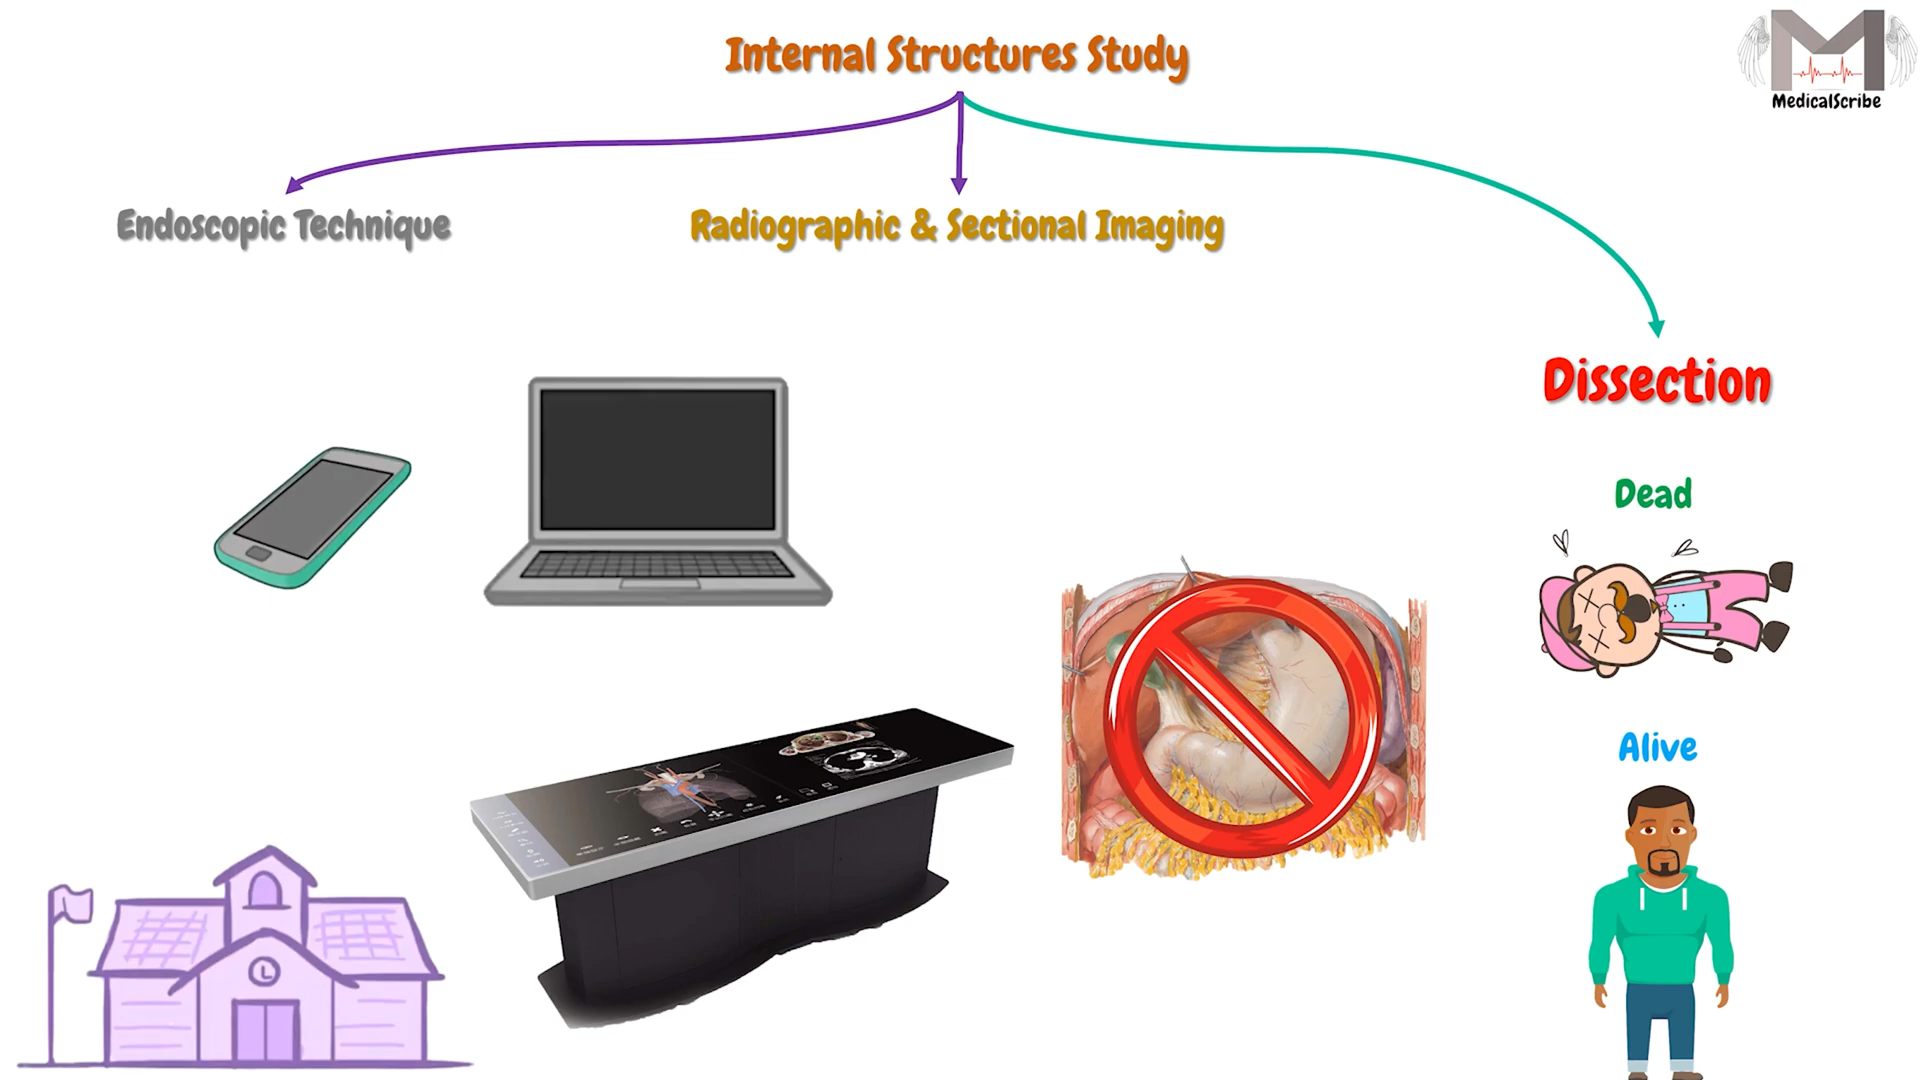 Internal Structures Study
MedicalScribe
Endoscopic Technique
Radiographic & Sectional Imaging
Dissection
Dead
Alive